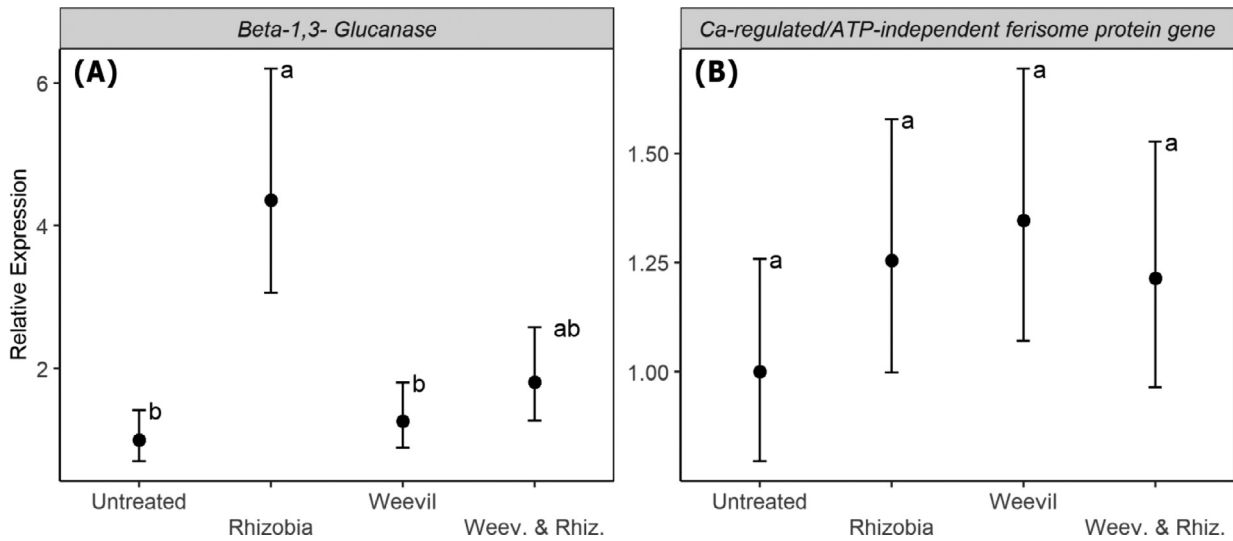 Beta-1,3- Glucanase
(A)
Relative Expression
6
4
2
b
a
b
ab
Untreated
Rhizobia
Weevil
Weev. & Rhiz.
Ca-regulated/ATP-independent ferisome protein gene
(B)
1.50
1.25
1.00
a
a
a
a
Untreated
Rhizobia
Weevil
Weev. & Rhiz.